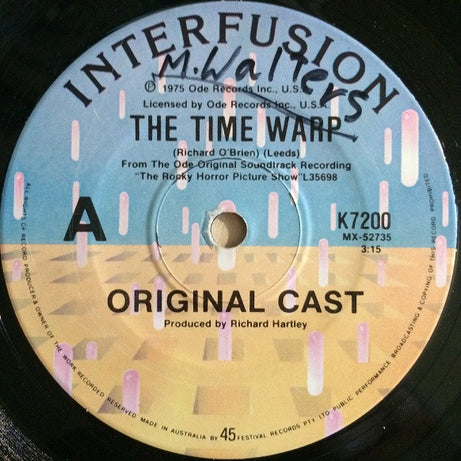 INTERFUSION
M. Walters
℗ 1975 Ode Records Inc., U.S.A.
Licensed by Ode Records Inc., U.S.A.
THE TIME WARP
(Richard O'Brien) (Leeds)
From The Ode Original Soundtrack Recording
"The Rocky Horror Picture Show" L35698
A
K7200
MX-52735
3:15
ORIGINAL CAST
Produced by Richard Hartley
ALL RIGHTS OF RECORD PRODUCER & OWNER OF THE WORK RECORDED RESERVED MADE IN AUSTRALIA BY 45 FESTIVAL RECORDS PTY. LTD. PUBLIC PERFORMANCE BROADCASTING & COPYING OF THIS RECORD PROHIBITED